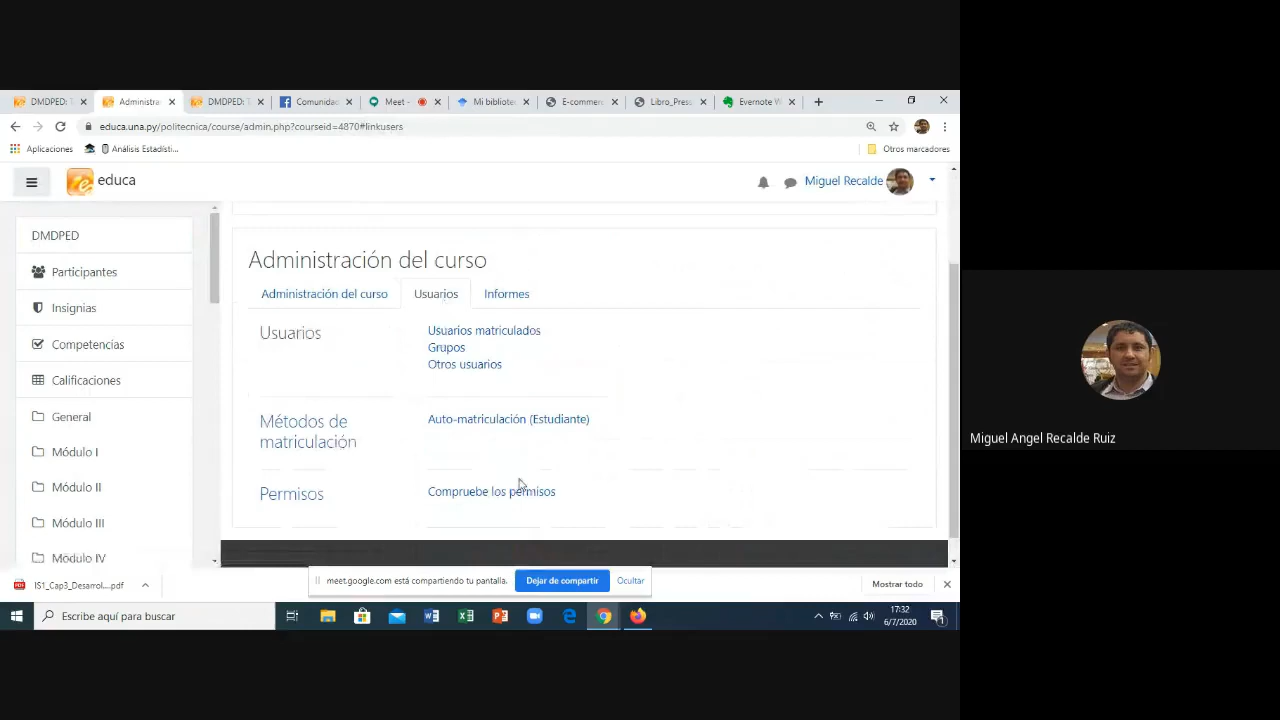 DMDPED: T
Administra
DMDPED: T
Comunidad
Meet -
Mi bibliote
E-commerc
Libro_Pres
Evernote W
educa.una.py/politecnica/course/admin.php?courseid=4870#linkusers
Aplicaciones
Análisis Estadísti...
Otros marcadores
educa
Miguel Recalde
DMDPED
Participantes
Insignias
Competencias
Calificaciones
General
Módulo I
Módulo II
Módulo III
Módulo IV
Administración del curso
Administración del curso Usuarios Informes
Usuarios
Usuarios matriculados
Grupos
Otros usuarios
Métodos de
matriculación
Auto-matriculación (Estudiante)
Permisos
Compruebe los permisos
Miguel Angel Recalde Ruiz
meet.google.com está compartiendo tu pantalla.
Dejar de compartir
Ocultar
IS1_Cap3_Desarrol....pdf
Mostrar todo
Escribe aquí para buscar
17:32
6/7/2020